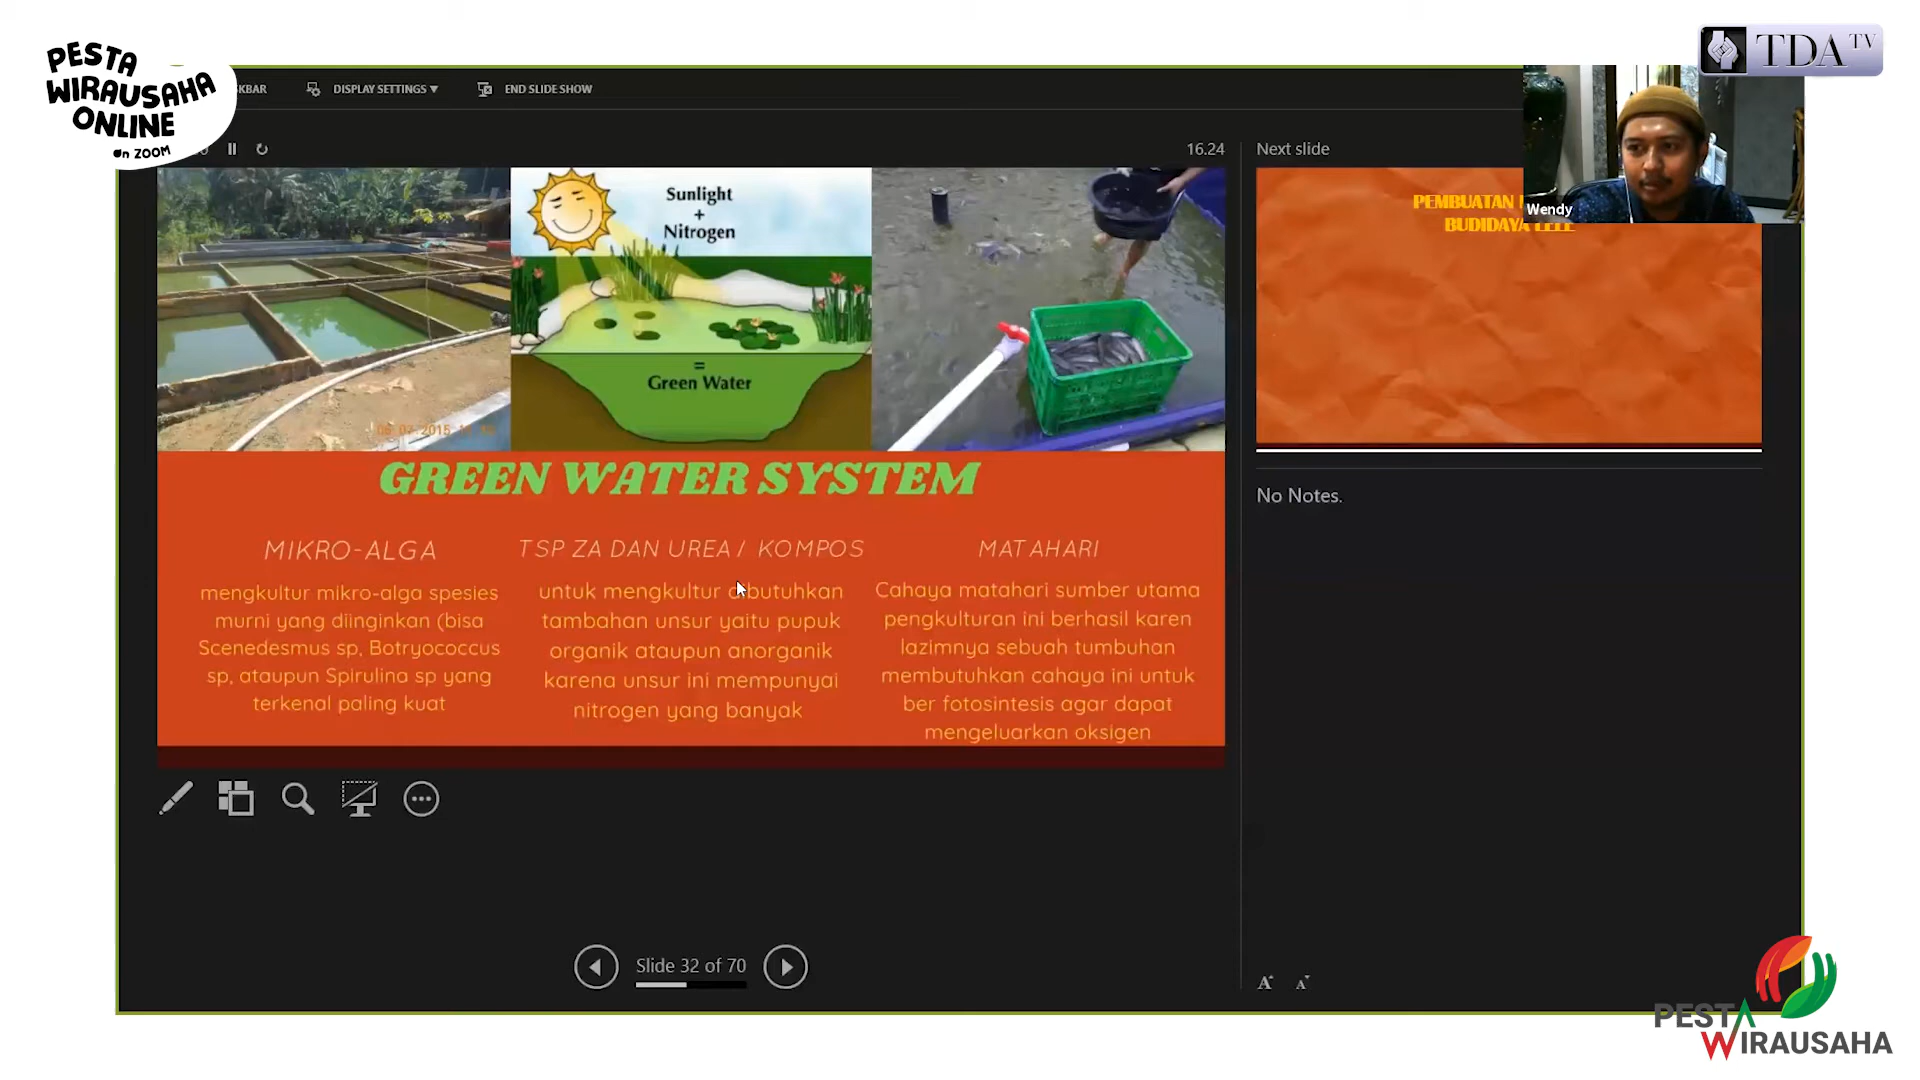 PESTA
WIRAUSAHA
ONLINE
on ZOOM
TDA TV
KBAR
DISPLAY SETTINGS
END SLIDE SHOW
16.24
Next slide
Wendy
PEMBUATAN
BUDIDAYA LELE
Sunlight
+
Nitrogen
=
Green Water
GREEN WATER SYSTEM
MIKRO-ALGA
mengkultur mikro-alga spesies
murni yang diinginkan (bisa
Scenedesmus sp, Botryococcus
sp, ataupun Spirulina sp yang
terkenal paling kuat
TSP ZA DAN UREA / KOMPOS
untuk mengkultur dibutuhkan
tambahan unsur yaitu pupuk
organik ataupun anorganik
karena unsur ini mempunyai
nitrogen yang banyak
MATAHARI
Cahaya matahari sumber utama
pengkulturan ini berhasil karen
lazimnya sebuah tumbuhan
membutuhkan cahaya ini untuk
ber fotosintesis agar dapat
mengeluarkan oksigen
No Notes.
Slide 32 of 70
A A
PESTA
WIRAUSAHA